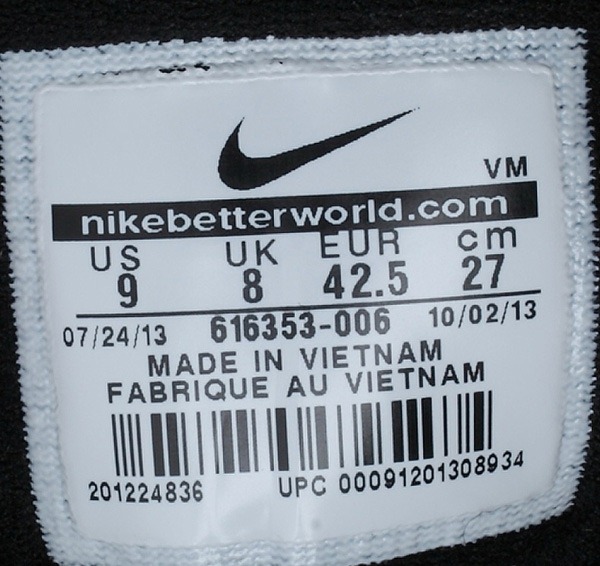 VM
nikebetterworld.com
US UK EUR cm
9 8 42.5 27
07/24/13 616353-006 10/02/13
MADE IN VIETNAM
FABRIQUE AU VIETNAM
201224836 UPC 00091201308934